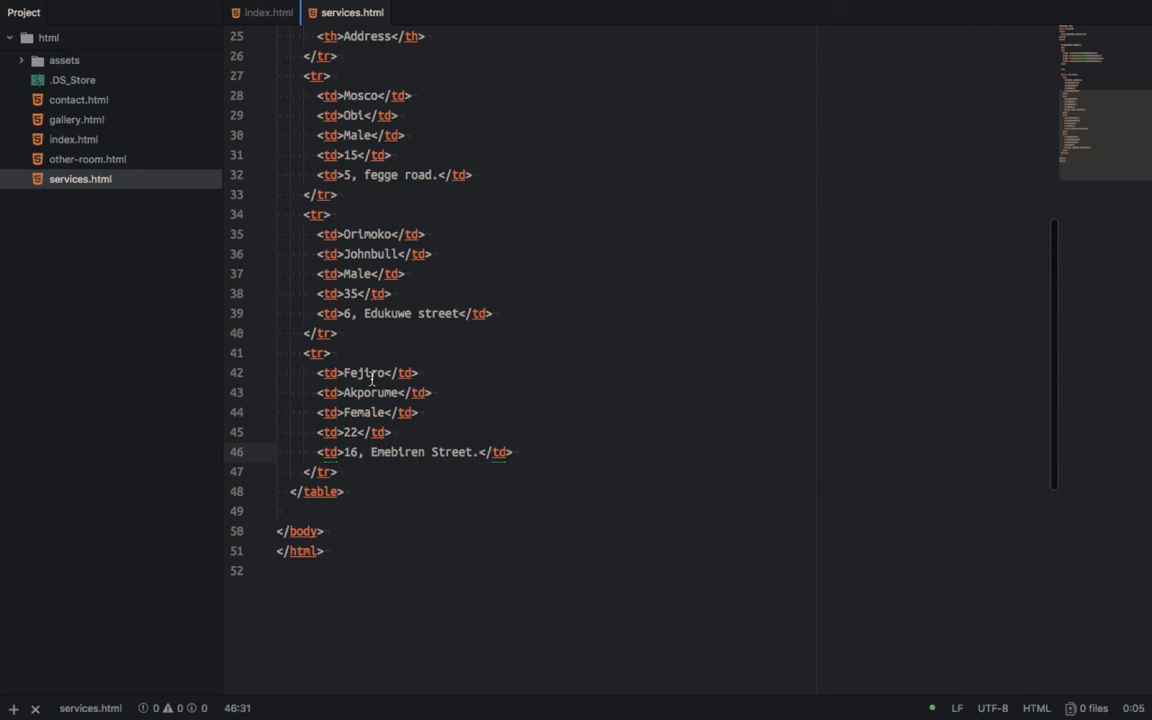 Project
index.html
services.html
html
assets
.DS_Store
contact.html
gallery.html
index.html
other-room.html
services.html
25 <th>Address</th>
26 </tr>
27 <tr>
28 <td>Mosco</td>
29 <td>Obi</td>
30 <td>Male</td>
31 <td>15</td>
32 <td>5, fegge road.</td>
33 </tr>
34 <tr>
35 <td>Orimoko</td>
36 <td>Johnbull</td>
37 <td>Male</td>
38 <td>35</td>
39 <td>6, Edukuwe street</td>
40 </tr>
41 <tr>
42 <td>Fejiro</td>
43 <td>Akporume</td>
44 <td>Female</td>
45 <td>22</td>
46 <td>16, Emebiren Street.</td>
47 </tr>
48 </table>
49
50 </body>
51 </html>
52
services.html 0 0 0 46:31 LF UTF-8 HTML 0 files 0:05